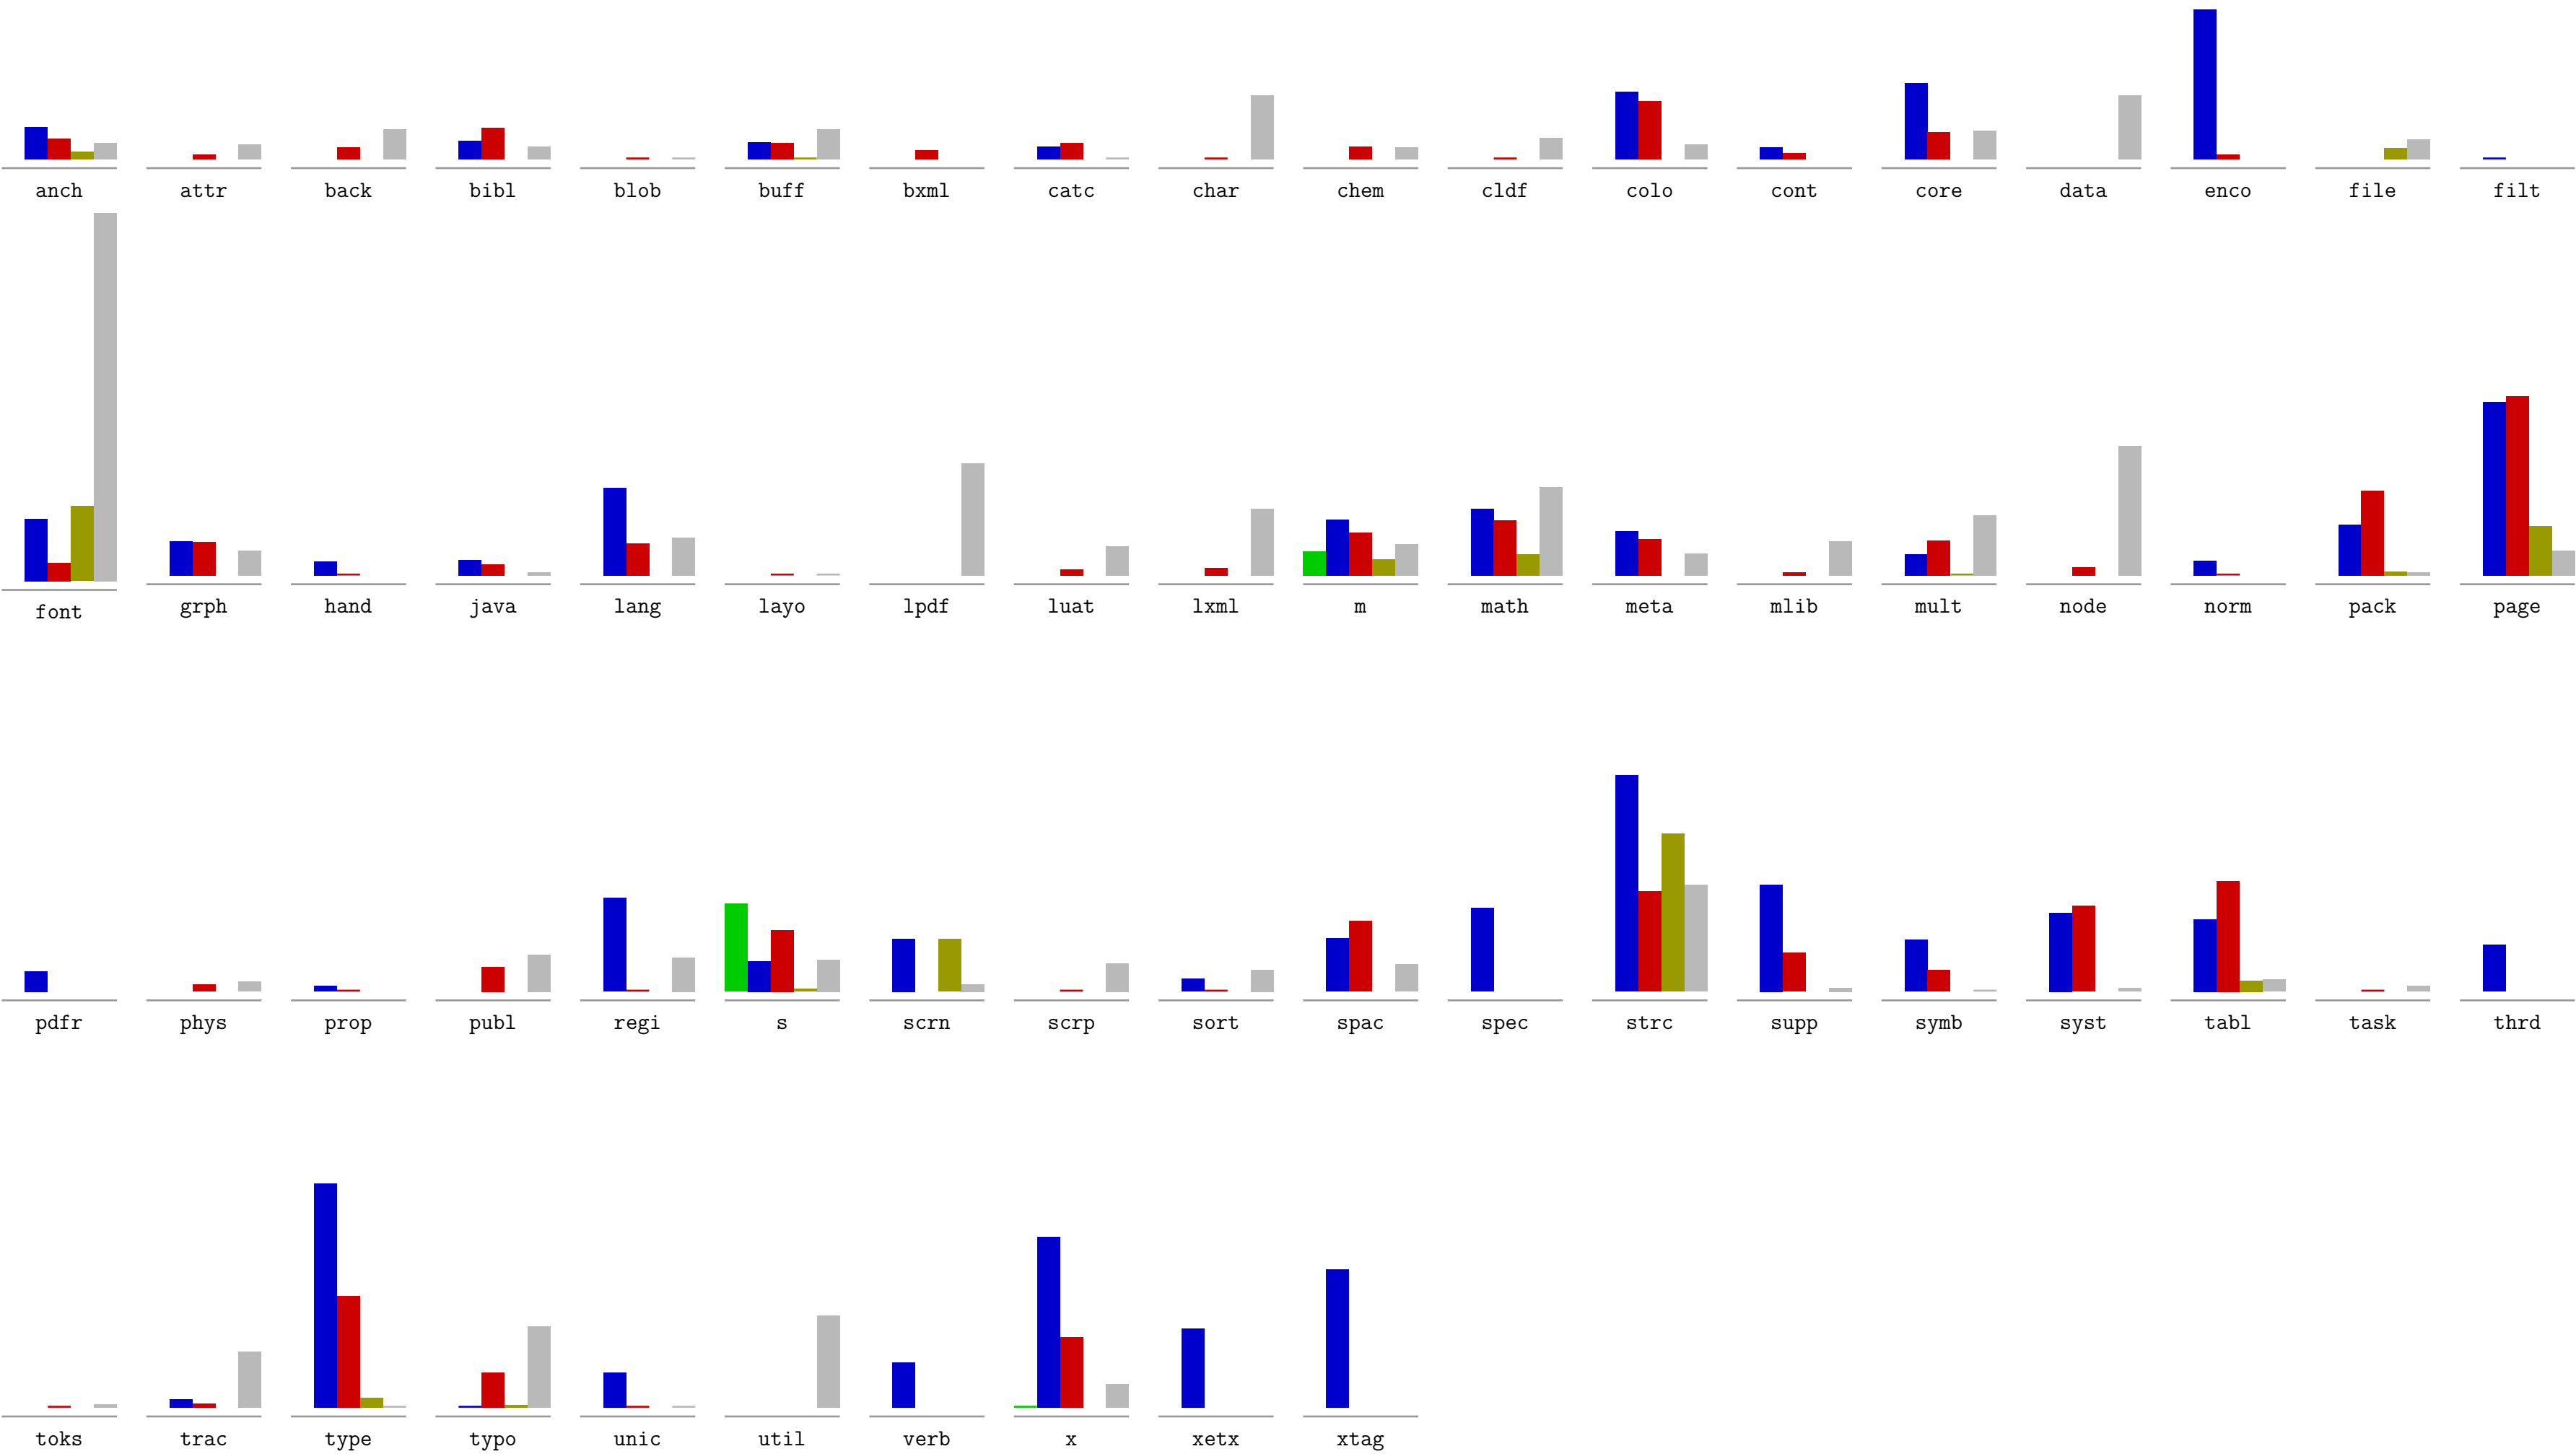 anch attr back bibl blob buff bxml catc char chem cldf colo cont core data enco file filt
font grph hand java lang layo lpdf luat lxml m math meta mlib mult node norm pack page
pdfr phys prop publ regi s scrn scrp sort spac spec strc supp symb syst tabl task thrd
toks trac type typo unic util verb x xetx xtag